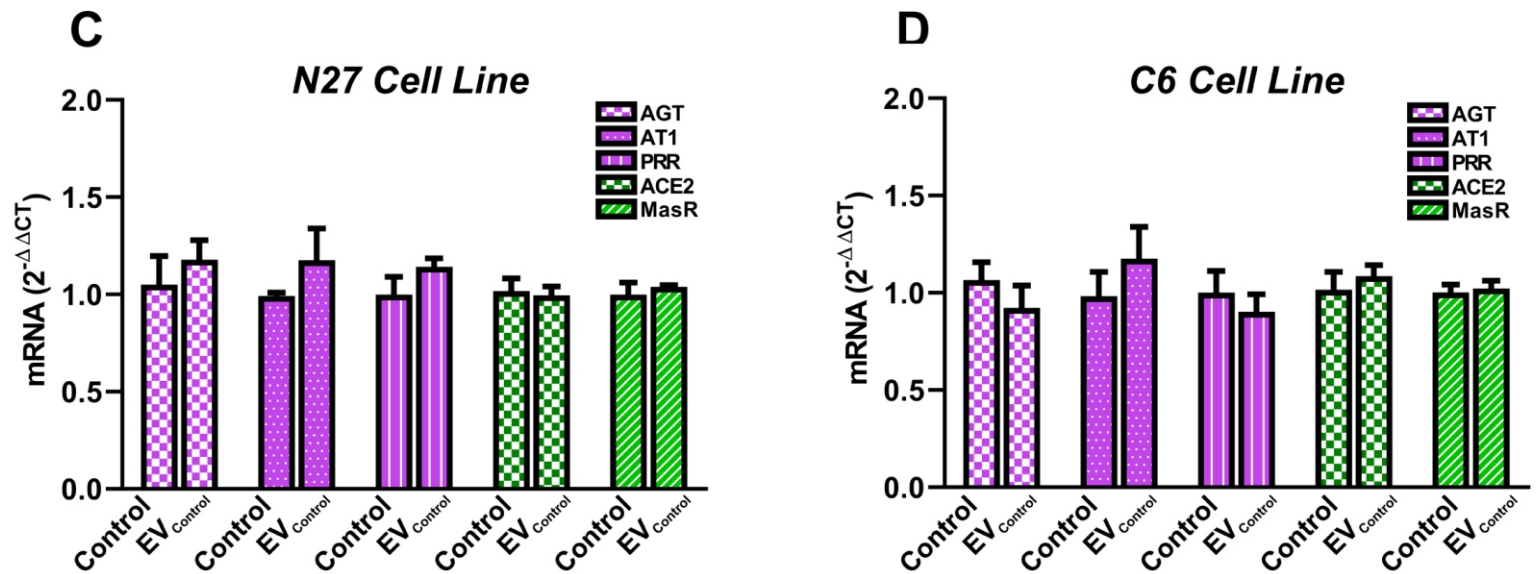 C
N27 Cell Line
2.0
1.5
1.0
0.5
0.0
mRNA (2-Δ ΔCT)
AGT
AT1
PRR
ACE2
MasR
Control
EVControl
Control
EVControl
Control
EVControl
Control
EVControl
Control
EVControl
D
C6 Cell Line
2.0
1.5
1.0
0.5
0.0
mRNA (2-Δ ΔCT)
AGT
AT1
PRR
ACE2
MasR
Control
EVControl
Control
EVControl
Control
EVControl
Control
EVControl
Control
EVControl